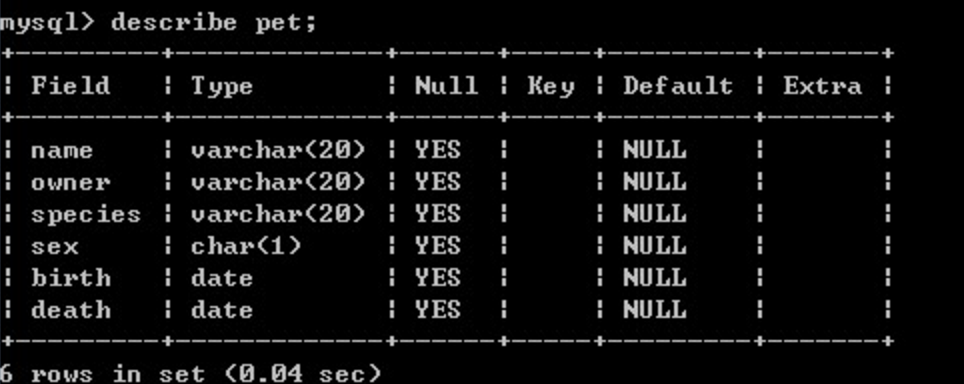 mysql> describe pet;
+---------+-------------+------+-----+---------+-------+
| Field   | Type        | Null | Key | Default | Extra |
+---------+-------------+------+-----+---------+-------+
| name    | varchar(20) | YES  |     | NULL    |       |
| owner   | varchar(20) | YES  |     | NULL    |       |
| species | varchar(20) | YES  |     | NULL    |       |
| sex     | char(1)     | YES  |     | NULL    |       |
| birth   | date        | YES  |     | NULL    |       |
| death   | date        | YES  |     | NULL    |       |
+---------+-------------+------+-----+---------+-------+
6 rows in set (0.04 sec)